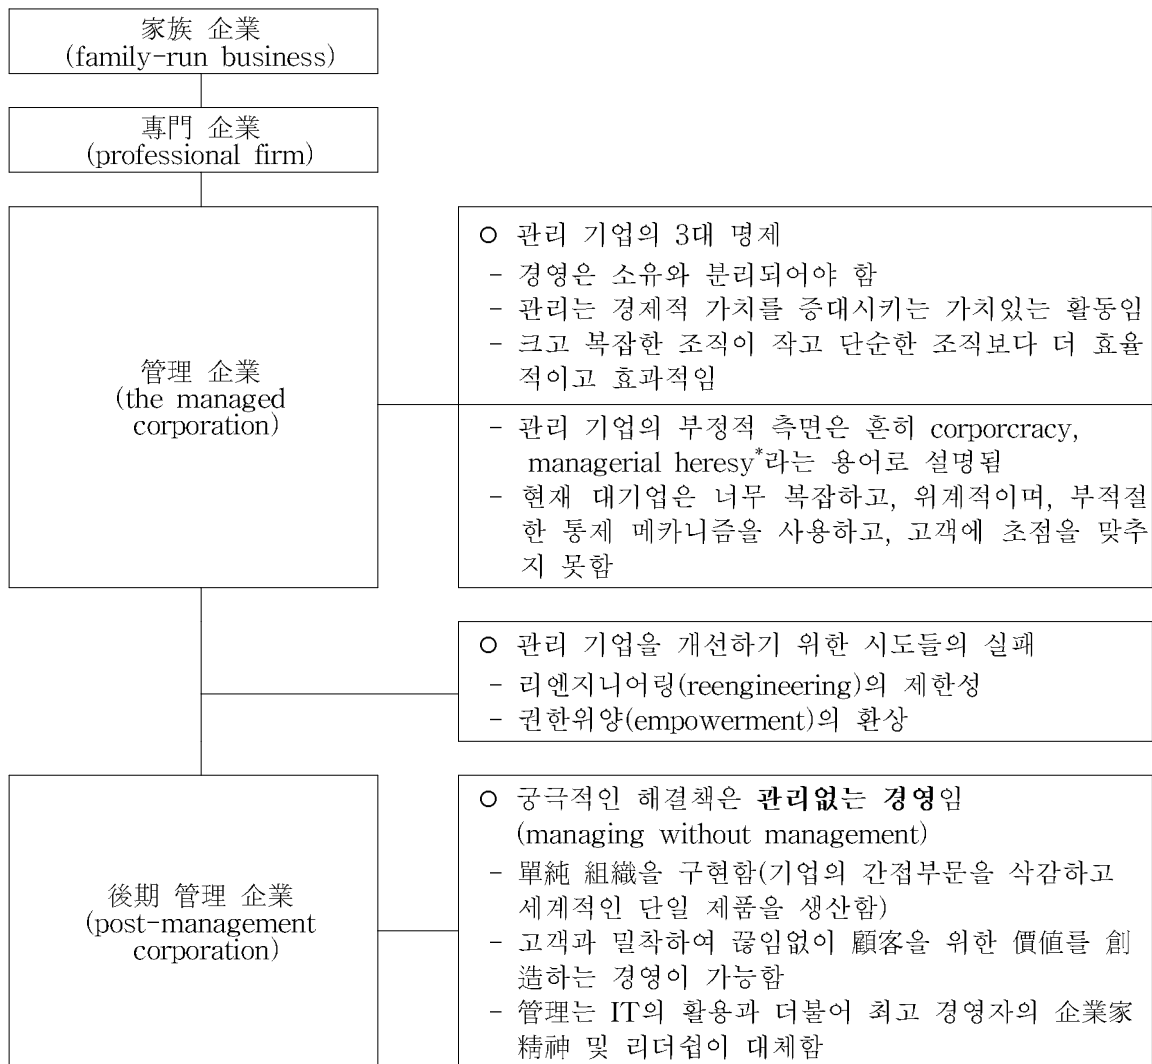 家族 企業
(family-run business)
專門 企業
(professional firm)
管理 企業
(the managed
corporation)
○ 관리 기업의 3대 명제
- 경영은 소유와 분리되어야 함
- 관리는 경제적 가치를 증대시키는 가치있는 활동임
- 크고 복잡한 조직이 작고 단순한 조직보다 더 효율
적이고 효과적임
- 관리 기업의 부정적 측면은 흔히 corporcracy,
managerial heresy*라는 용어로 설명됨
- 현재 대기업은 너무 복잡하고, 위계적이며, 부적절
한 통제 메카니즘을 사용하고, 고객에 초점을 맞추
지 못함
○ 관리 기업을 개선하기 위한 시도들의 실패
- 리엔지니어링(reengineering)의 제한성
- 권한위양(empowerment)의 환상
後期 管理 企業
(post-management
corporation)
○ 궁극적인 해결책은 관리없는 경영임
(managing without management)
- 單純 組織을 구현함(기업의 간접부문을 삭감하고
세계적인 단일 제품을 생산함)
- 고객과 밀착하여 끊임없이 顧客을 위한 價値를 創
造하는 경영이 가능함
- 管理는 IT의 활용과 더불어 최고 경영자의 企業家
精神 및 리더쉽이 대체함